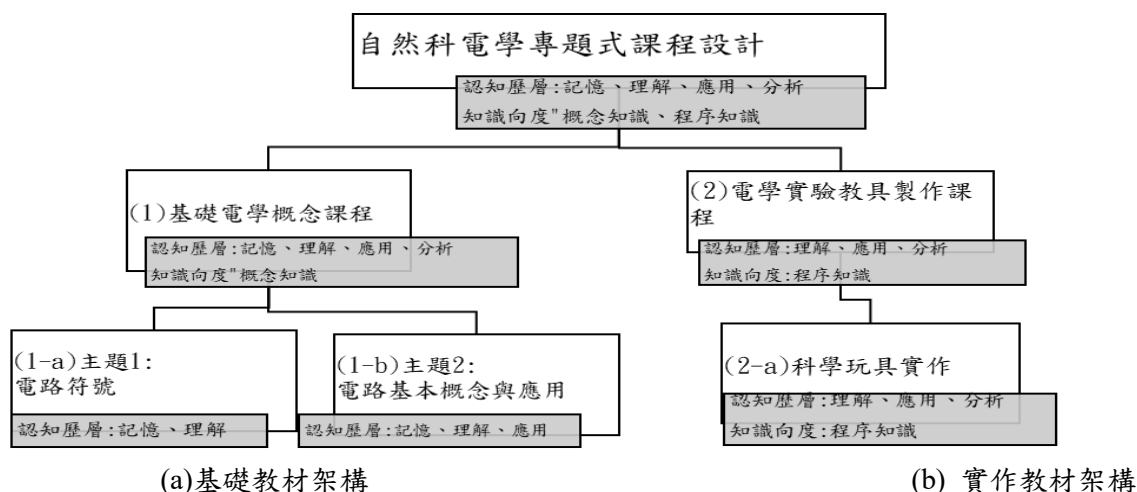 自然科電學專題式課程設計
認知歷層:記憶、理解、應用、分析
知識向度"概念知識、程序知識
(1)基礎電學概念課程
認知歷層:記憶、理解、應用、分析
知識向度"概念知識
(2)電學實驗教具製作課
程
認知歷層:理解、應用、分析
知識向度:程序知識
(1-a)主題1:
電路符號
認知歷層:記憶、理解
(1-b)主題2:
電路基本概念與應用
認知歷層:記憶、理解、應用
(2-a)科學玩具實作
認知歷層:理解、應用、分析
知識向度:程序知識
(a)基礎教材架構
(b) 實作教材架構